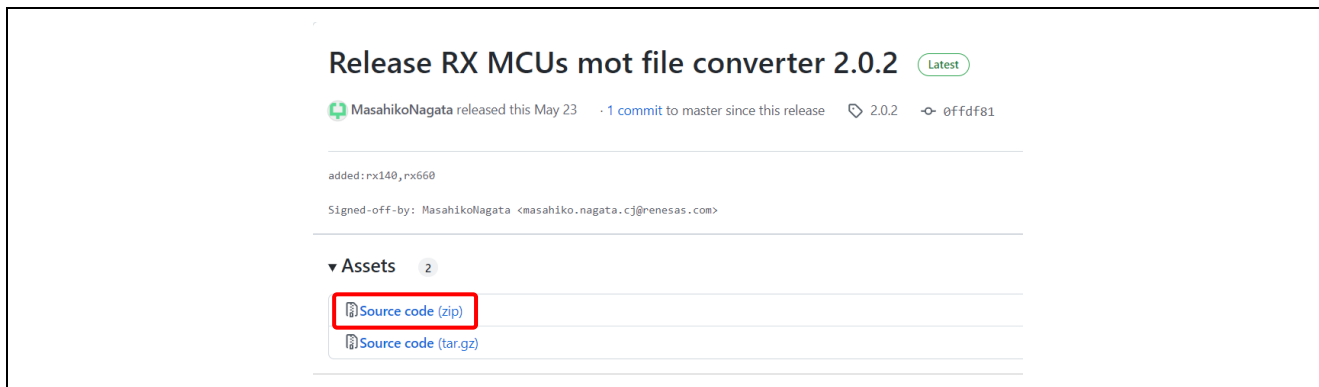 Release RX MCUs mot file converter 2.0.2 Latest
MasahikoNagata released this May 23 · 1 commit to master since this release 2.0.2 0ffdf81
added:rx140,rx660
Signed-off-by: MasahikoNagata <masahiko.nagata.cj@renesas.com>
▾ Assets 2
Source code (zip)
Source code (tar.gz)